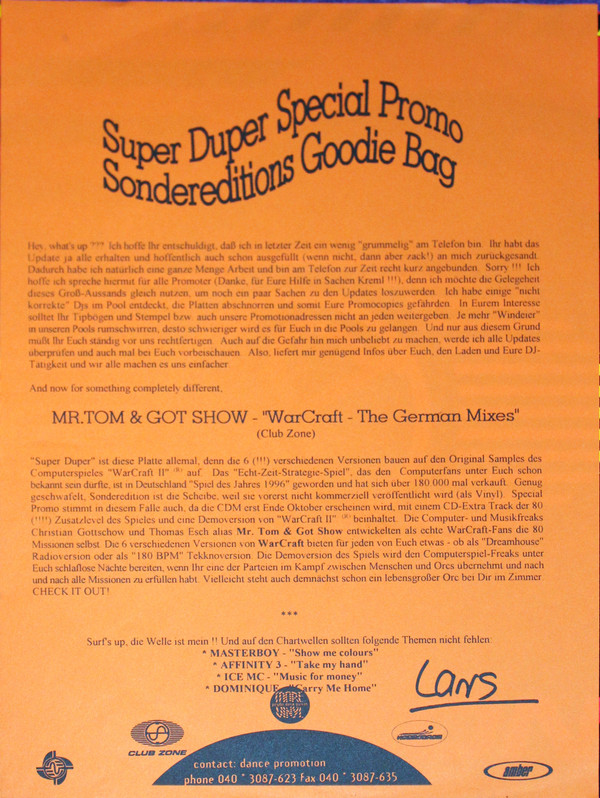 Super Duper Special Promo
Sondereditions Goodie Bag
Hey, what's up ??? Ich hoffe Ihr entschuldigt, daß ich in letzter Zeit ein wenig "grummelig" am Telefon bin. Ihr habt das
Update ja alle erhalten und hoffentlich auch schon ausgefüllt (wenn nicht, dann aber zack!) an mich zurückgesandt.
Dadurch habe ich natürlich eine ganze Menge Arbeit und bin am Telefon zur Zeit recht kurz angebunden. Sorry !!! Ich
hoffe ich spreche hiermit für alle Promoter (Danke, für Eure Hilfe in Sachen Kreml !!!), denn ich möchte die Gelegeheit
dieses Groß-Aussands gleich nutzen, um noch ein paar Sachen zu den Updates loszuwerden. Ich habe einige "nicht
korrekte" Djs im Pool entdeckt, die Platten abschnorren und somit Eure Promocopies gefährden. In Eurem Interesse
solltet Ihr Tipbögen und Stempel bzw. auch unsere Promotionadressen nicht an jeden weitergeben. Je mehr "Windeier"
in unseren Pools rumschwirren, desto schwieriger wird es für Euch in die Pools zu gelangen. Und nur aus diesem Grund
müßt Ihr Euch ständig vor uns rechtfertigen. Auch auf die Gefahr hin mich unbeliebt zu machen, werde ich alle Updates
überprüfen und auch mal bei Euch vorbeischauen. Also, liefert mir genügend Infos über Euch, den Laden und Eure DJ-
Tätigkeit und wir alle machen es uns einfacher.
And now for something completely different,
MR.TOM & GOT SHOW - "WarCraft - The German Mixes"
(Club Zone)
"Super Duper" ist diese Platte allemal, denn die 6 (!!!) verschiedenen Versionen bauen auf den Original Samples des
Computerspieles "WarCraft II" (R) auf. Das "Echt-Zeit-Strategie-Spiel", das den Computerfans unter Euch schon
bekannt sein dürfte, ist in Deutschland "Spiel des Jahres 1996" geworden und hat sich über 180 000 mal verkauft. Genug
geschwafelt, Sonderedition ist die Scheibe, weil sie vorerst nicht kommerziell veröffentlicht wird (als Vinyl). Special
Promo stimmt in diesem Falle auch, da die CDM erst Ende Oktober erscheinen wird, mit einem CD-Extra Track der 80
(!!!!) Zusatzlevel des Spieles und eine Demoversion von "WarCraft II" (R) beinhaltet. Die Computer- und Musikfreaks
Christian Gottschow und Thomas Esch alias Mr. Tom & Got Show entwickelten als echte WarCraft-Fans die 80
Missionen selbst. Die 6 verschiedenen Versionen von WarCraft bieten für jeden von Euch etwas - ob als "Dreamhouse"
Radioversion oder als "180 BPM" Tekknoversion. Die Demoversion des Spiels wird den Computerspiel-Freaks unter
Euch schlaflose Nächte bereiten, wenn Ihr eine der Parteien im Kampf zwischen Menschen und Orcs übernehmt und nach
und nach alle Missionen zu erfüllen habt. Vielleicht steht auch demnächst schon ein lebensgroßer Orc bei Dir im Zimmer.
CHECK IT OUT!
***
Surf's up, die Welle ist mein !! Und auf den Chartwellen sollten folgende Themen nicht fehlen:
* MASTERBOY - "Show me colours"
* AFFINITY 3 - "Take my hand"
* ICE MC - "Music for money"
* DOMINIQUE - "Carry Me Home"
Lars
VINYL
CLUB ZONE
contact: dance promotion
phone 040 * 3087-623 fax 040 * 3087-635
amber